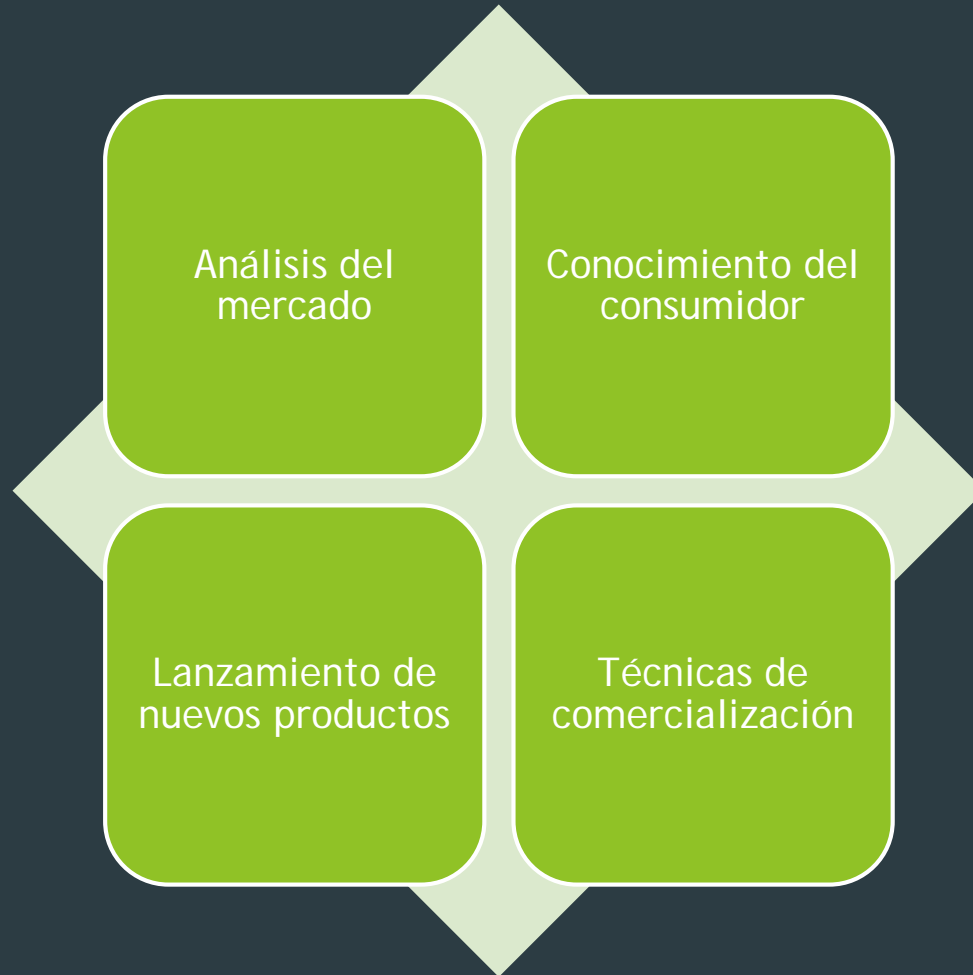 Análisis del
mercado
Conocimiento del
consumidor
Lanzamiento de
nuevos productos
Técnicas de
comercialización